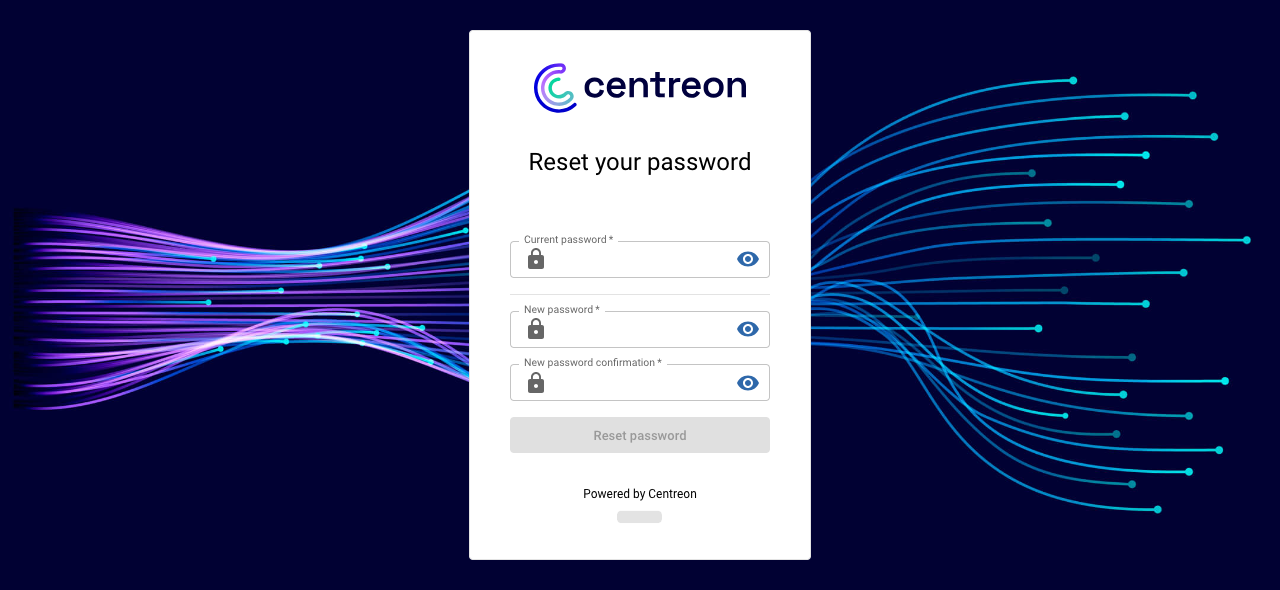 centreon
Reset your password
Current password *
New password *
New password confirmation *
Reset password
Powered by Centreon